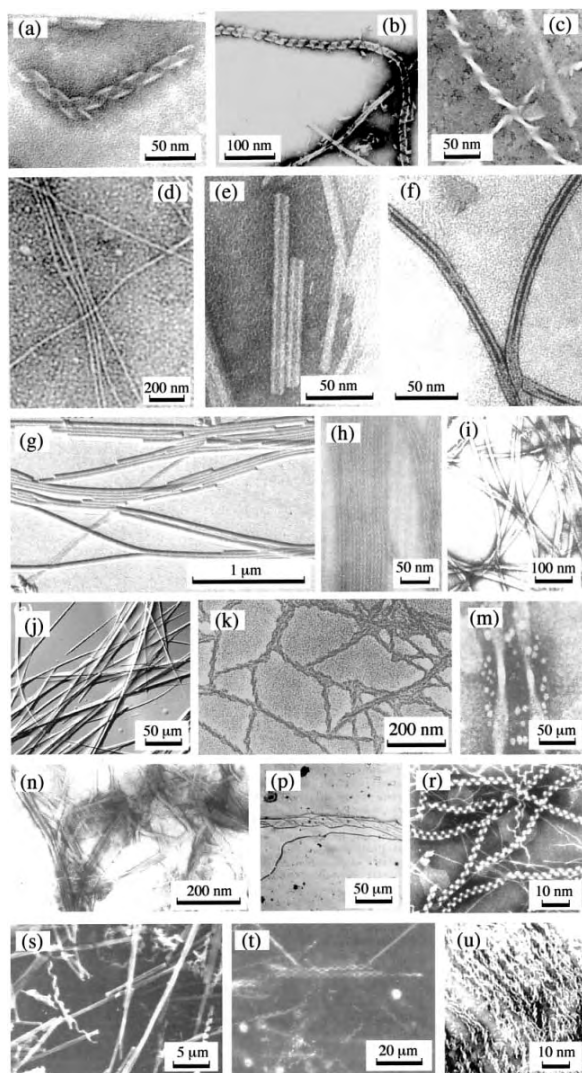 (a)
50 nm
(b)
100 nm
(c)
50 nm
(d)
200 nm
(e)
50 nm
(f)
50 nm
(g)
1 μm
(h)
50 nm
(i)
100 nm
(j)
50 μm
(k)
200 nm
(m)
50 μm
(n)
200 nm
(p)
50 μm
(r)
10 nm
(s)
5 μm
(t)
20 μm
(u)
10 nm